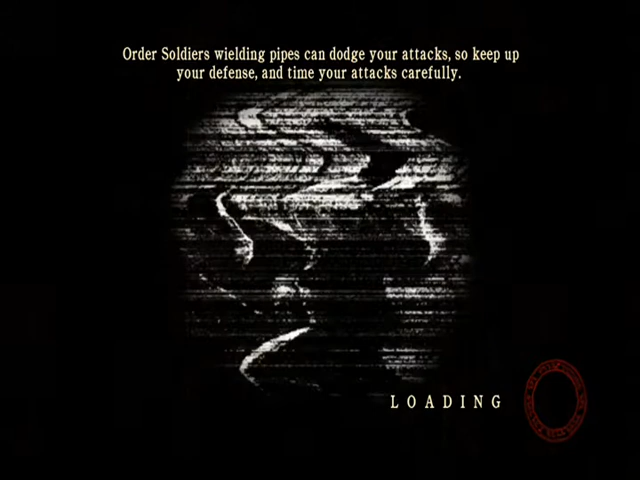 Order Soldiers wielding pipes can dodge your attacks, so keep up
your defense, and time your attacks carefully.
LOADING